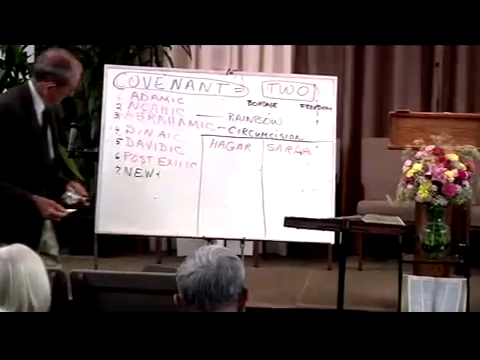 COVENANT = TWO
BONDAGE FREEDOM
1 ADAMIC
2 NOAHIC — RAINBOW
3 ABRAHAMIC — CIRCUMCISION
4 SINAIC
5 DAVIDIC
6 POST EXILIC
7 NEW
HAGAR SARAH